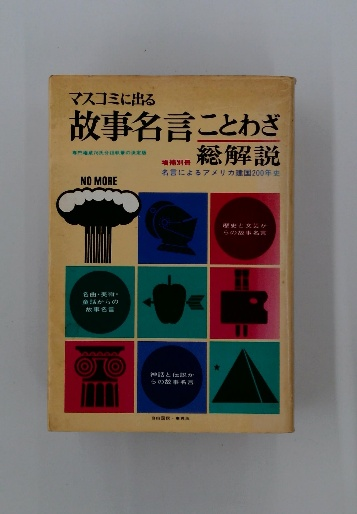 マスコミに出る
故事名言ことわざ
総解説
増補別冊
名言によるアメリカ建国200年史
NO MORE
歴史と文芸か
らの故事名言
名曲・美術・
童話からの
故事名言
神話と伝説か
らの故事名言